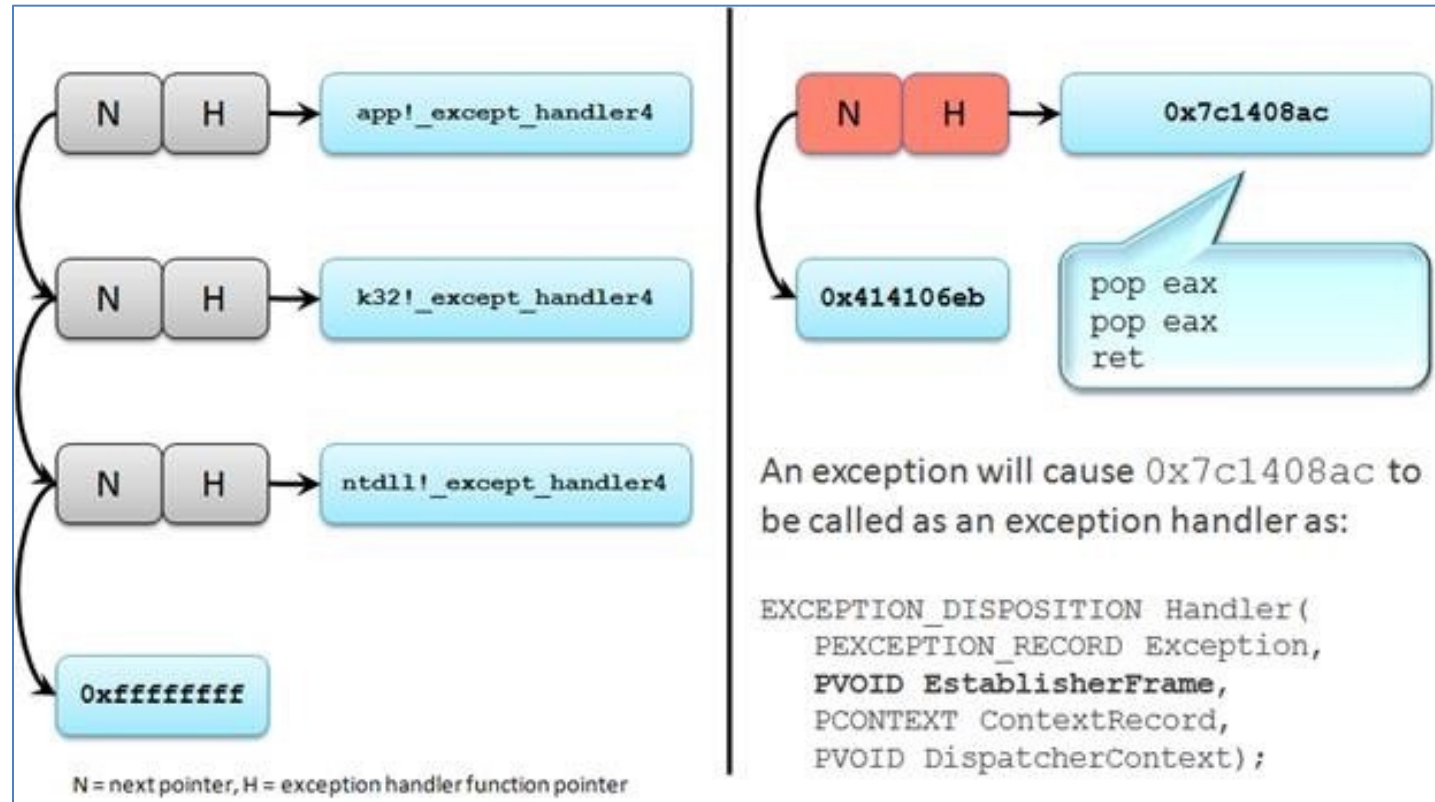 N H app!_except_handler4
N H k32!_except_handler4
N H ntdll!_except_handler4
0xffffffff
N = next pointer, H = exception handler function pointer
N H 0x7c1408ac
0x414106eb
pop eax
pop eax
ret
An exception will cause 0x7c1408ac to
be called as an exception handler as:
EXCEPTION_DISPOSITION Handler(
PEXCEPTION_RECORD Exception,
PVOID EstablisherFrame,
PCONTEXT ContextRecord,
PVOID DispatcherContext);